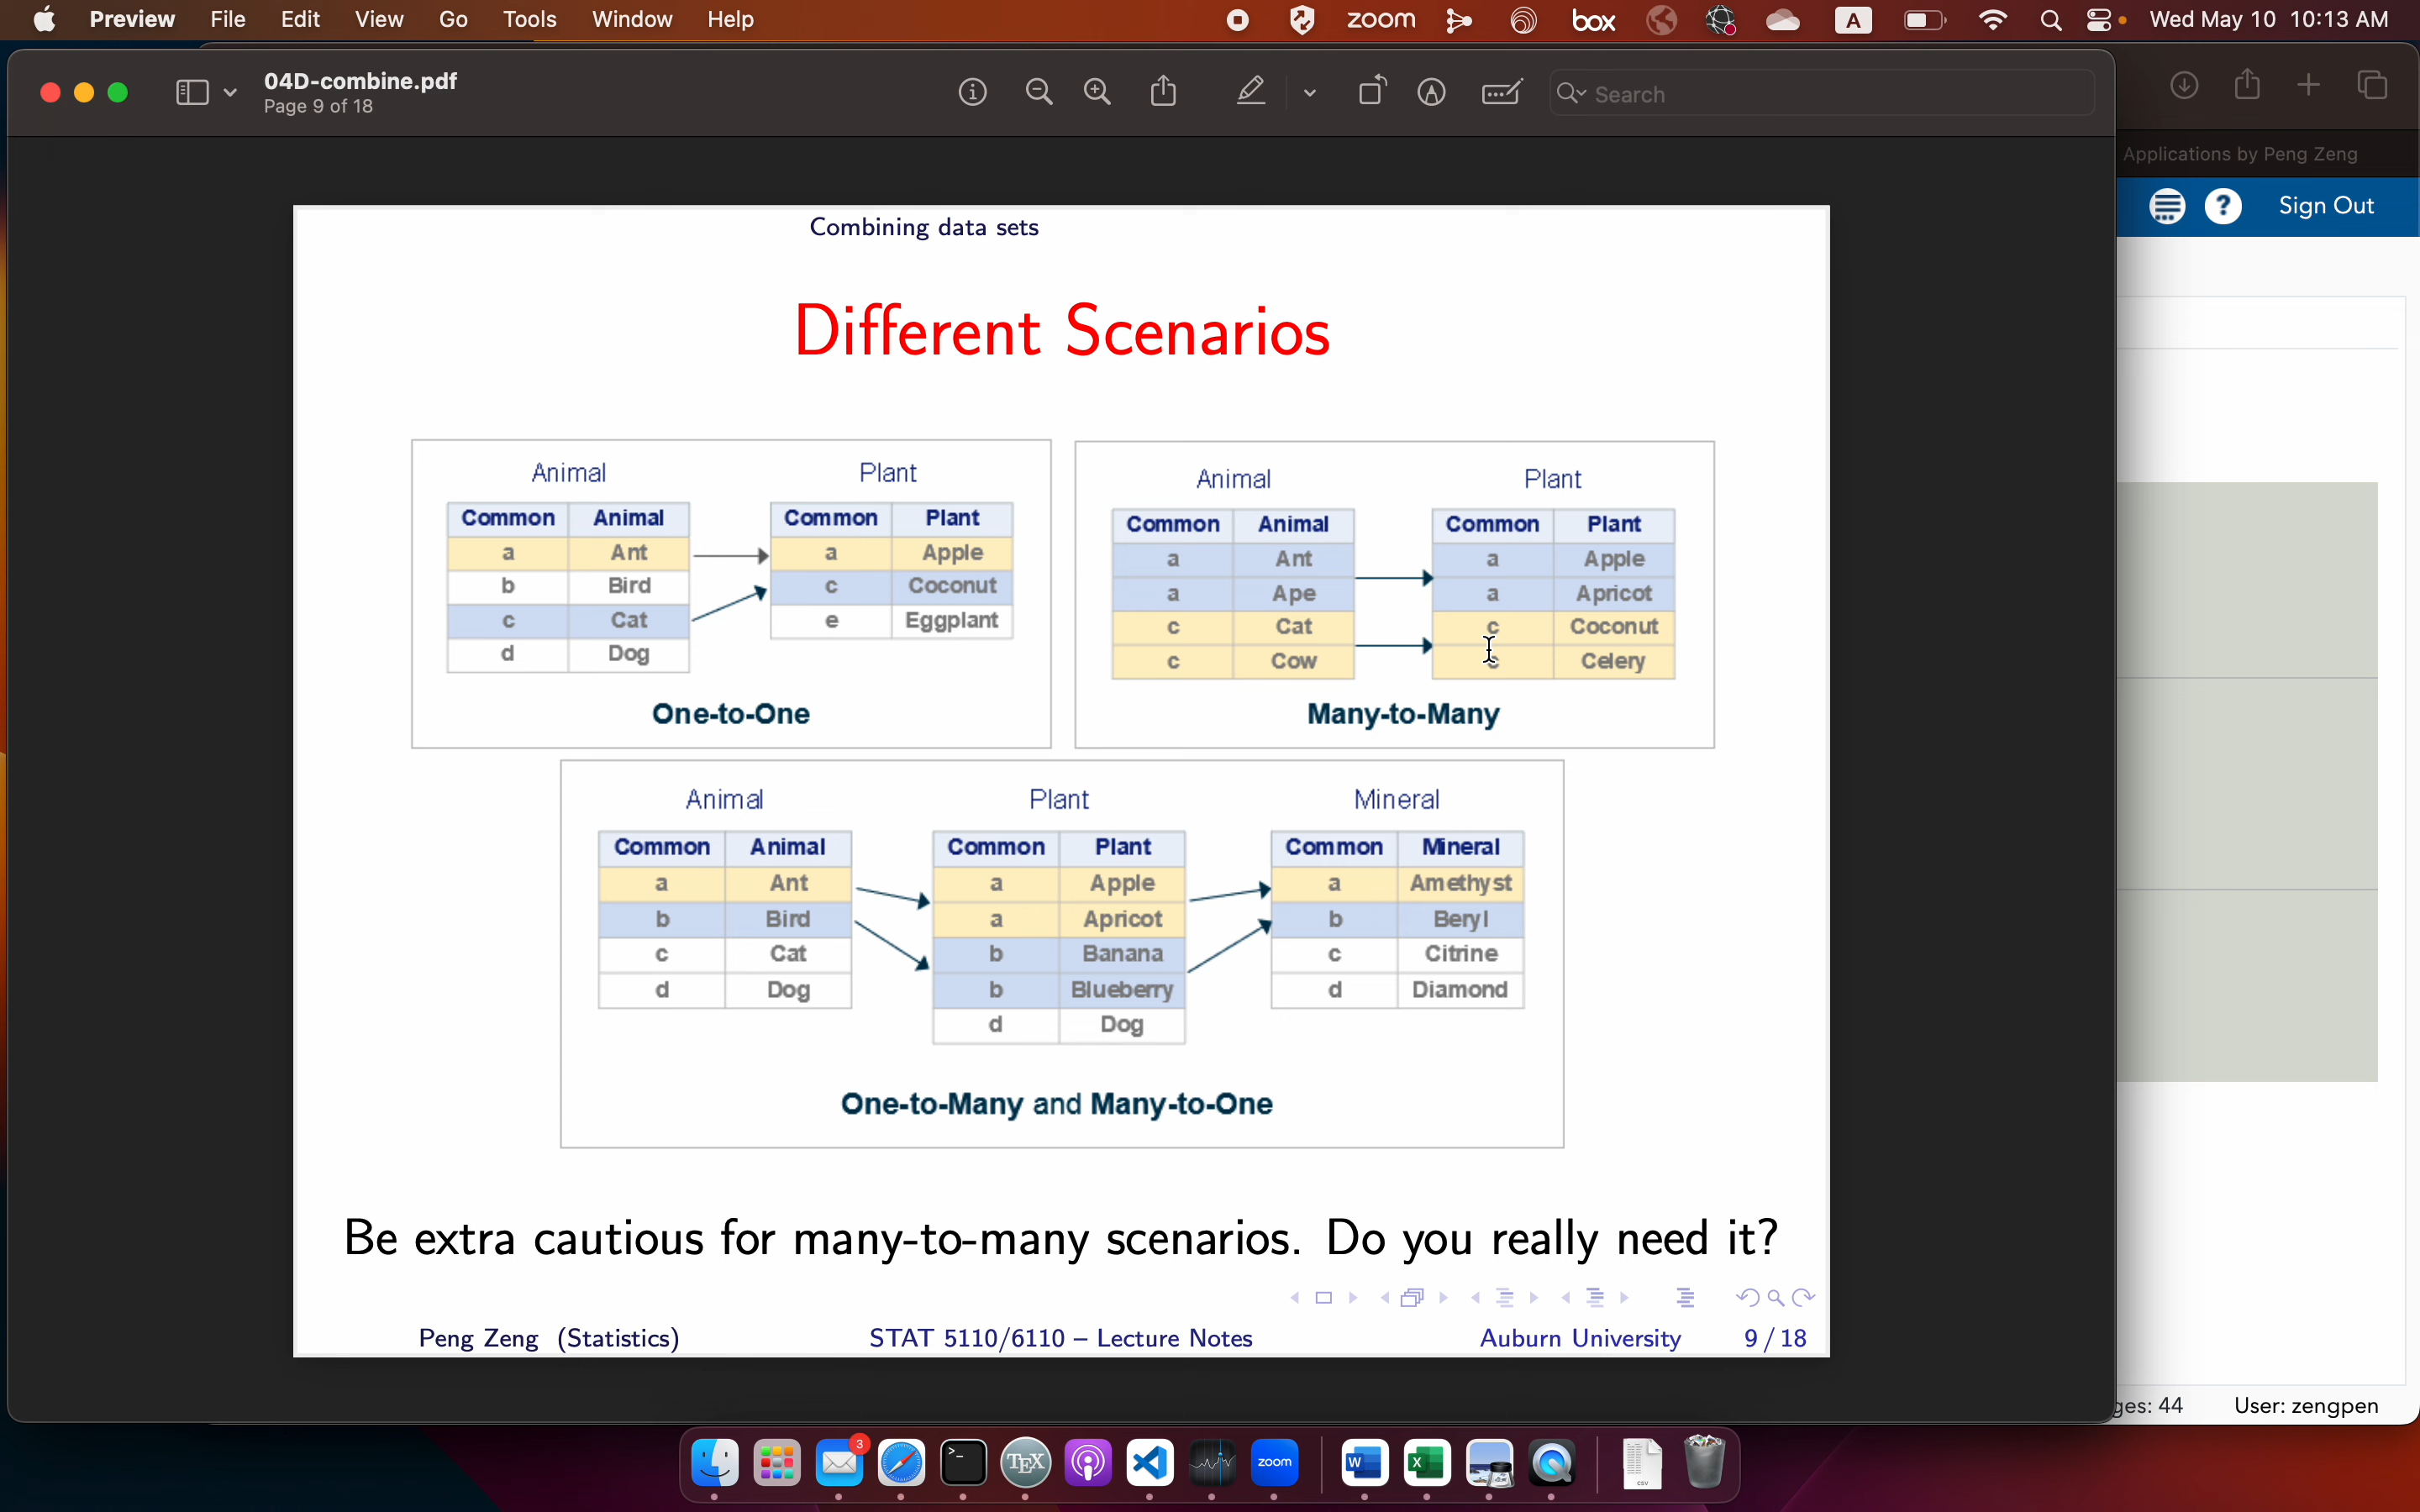 Preview File Edit View Go Tools Window Help zoom box A Wed May 10 10:13 AM
04D-combine.pdf
Page 9 of 18
Search
Applications by Peng Zeng
? Sign Out
Combining data sets
Different Scenarios
Animal Plant
Common Animal Common Plant
a Ant a Apple
b Bird c Coconut
c Cat e Eggplant
d Dog
One-to-One
Animal Plant
Common Animal Common Plant
a Ant a Apple
a Ape a Apricot
c Cat c Coconut
c Cow c Celery
Many-to-Many
Animal Plant Mineral
Common Animal Common Plant Common Mineral
a Ant a Apple a Amethyst
b Bird a Apricot b Beryl
c Cat b Banana c Citrine
d Dog b Blueberry d Diamond
d Dog
One-to-Many and Many-to-One
Be extra cautious for many-to-many scenarios. Do you really need it?
Peng Zeng (Statistics) STAT 5110/6110 – Lecture Notes Auburn University 9 / 18
ges: 44 User: zengpen
3
>_ TEX zoom W X CSV